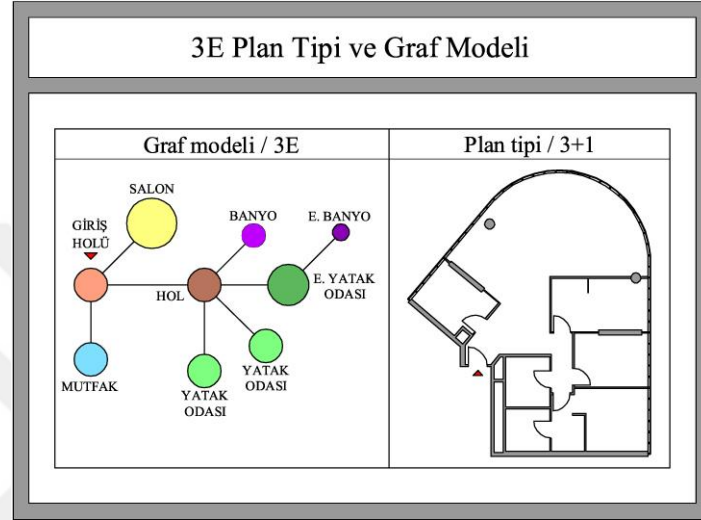 3E Plan Tipi ve Graf Modeli
Graf modeli / 3E
Plan tipi / 3+1
SALON
GİRİŞ
HOLÜ
BANYO
E. BANYO
HOL
E. YATAK
ODASI
MUTFAK
YATAK
ODASI
YATAK
ODASI